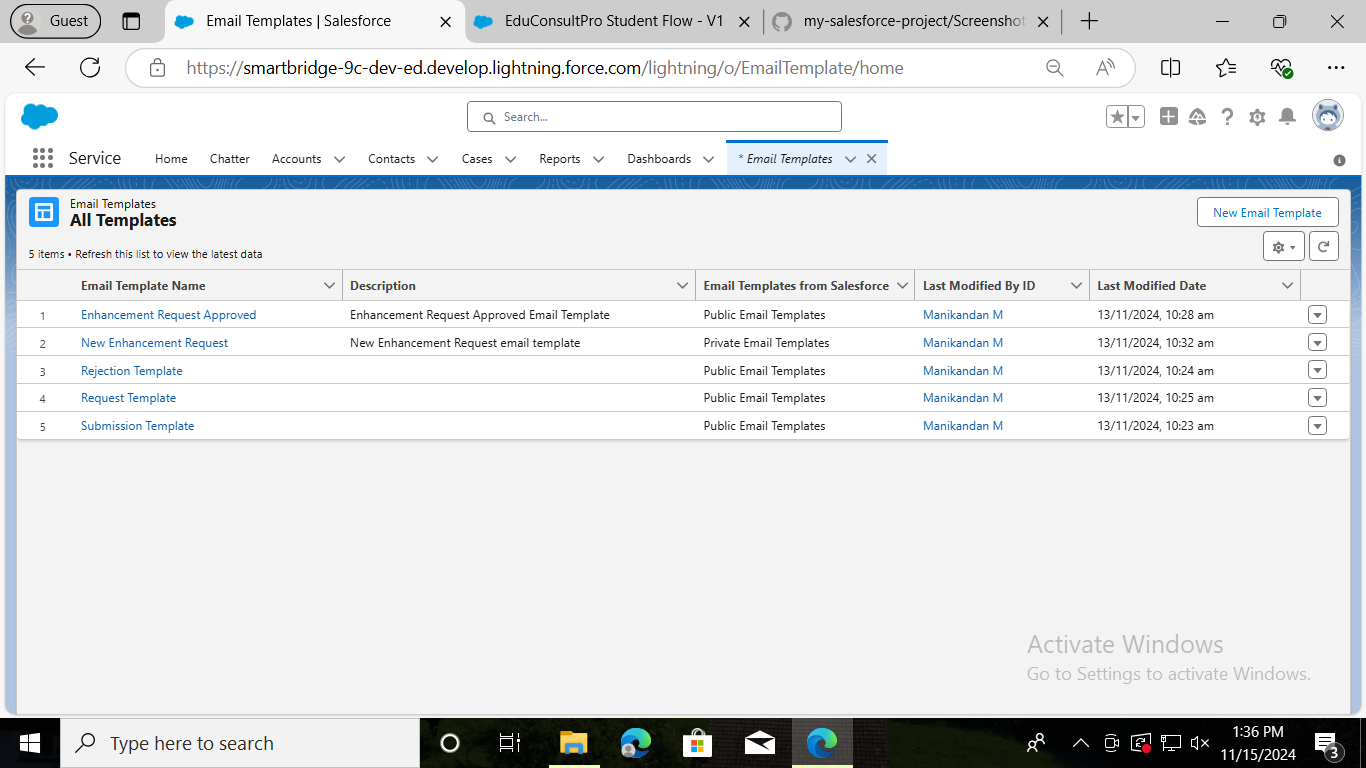 Guest
Email Templates | Salesforce
EduConsultPro Student Flow - V1
my-salesforce-project/Screenshot
https://smartbridge-9c-dev-ed.develop.lightning.force.com/lightning/o/EmailTemplate/home
Search...
Service Home Chatter Accounts Contacts Cases Reports Dashboards * Email Templates
Email Templates
All Templates
New Email Template
5 items • Refresh this list to view the latest data
Email Template Name Description Email Templates from Salesforce Last Modified By ID Last Modified Date
1 Enhancement Request Approved Enhancement Request Approved Email Template Public Email Templates Manikandan M 13/11/2024, 10:28 am
2 New Enhancement Request New Enhancement Request email template Private Email Templates Manikandan M 13/11/2024, 10:32 am
3 Rejection Template Public Email Templates Manikandan M 13/11/2024, 10:24 am
4 Request Template Public Email Templates Manikandan M 13/11/2024, 10:25 am
5 Submission Template Public Email Templates Manikandan M 13/11/2024, 10:23 am
Activate Windows
Go to Settings to activate Windows.
Type here to search
1:36 PM
11/15/2024
3